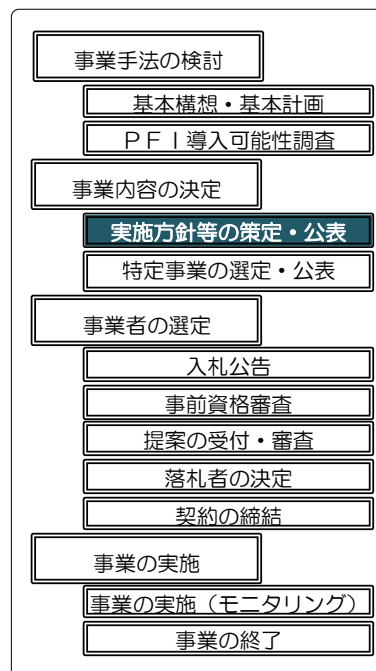 事業手法の検討
基本構想・基本計画
ＰＦＩ導入可能性調査
事業内容の決定
実施方針等の策定・公表
特定事業の選定・公表
事業者の選定
入札公告
事前資格審査
提案の受付・審査
落札者の決定
契約の締結
事業の実施
事業の実施（モニタリング）
事業の終了